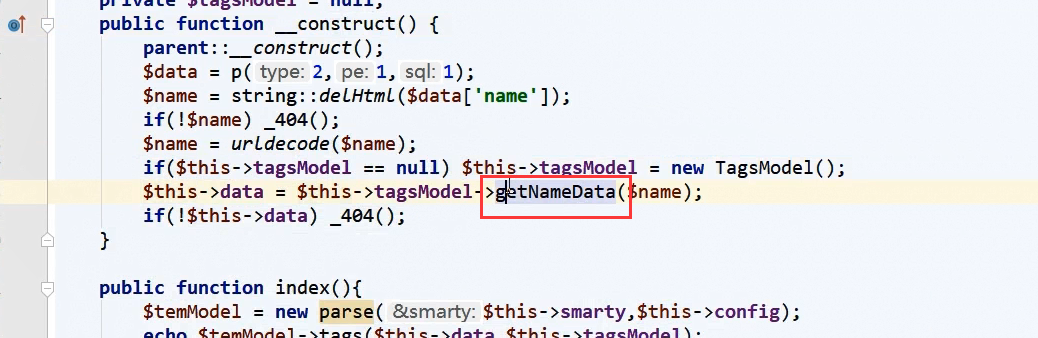 private $tagsModel = null;
public function __construct() {
parent::__construct();
$data = p( type: 2, pe: 1, sql: 1);
$name = string::delHtml($data['name']);
if(!$name) _404();
$name = urldecode($name);
if($this->tagsModel == null) $this->tagsModel = new TagsModel();
$this->data = $this->tagsModel->getNameData($name);
if(!$this->data) _404();
}
public function index(){
$temModel = new parse( &smarty: $this->smarty,$this->config);
echo $temModel->tags($this->data,$this->tagsModel);